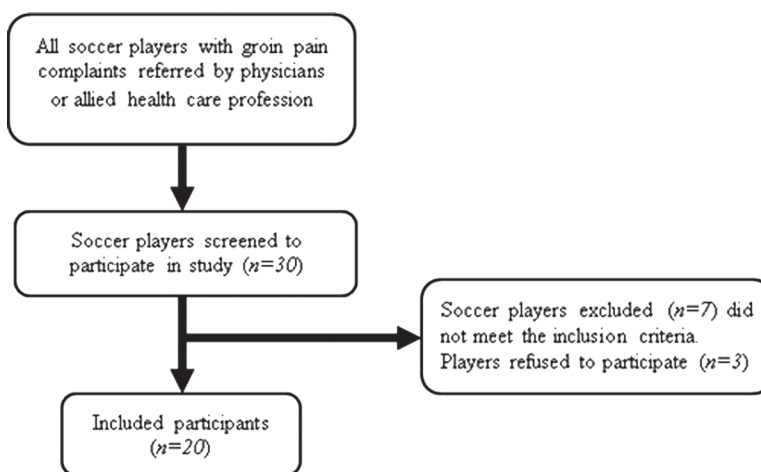 All soccer players with groin pain
complaints referred by physicians
or allied health care profession
Soccer players screened to
participate in study (n=30)
Soccer players excluded (n=7) did
not meet the inclusion criteria.
Players refused to participate (n=3)
Included participants
(n=20)